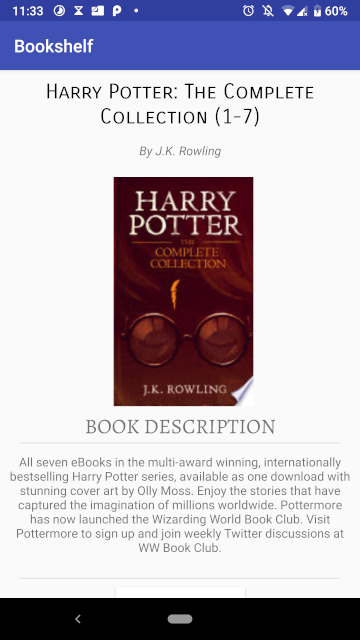 11:33
60%
Bookshelf
Harry Potter: The Complete
Collection (1-7)
By J.K. Rowling
HARRY
POTTER
THE
COMPLETE
COLLECTION
J.K. ROWLING
BOOK DESCRIPTION
All seven eBooks in the multi-award winning, internationally
bestselling Harry Potter series, available as one download with
stunning cover art by Olly Moss. Enjoy the stories that have
captured the imagination of millions worldwide. Pottermore
has now launched the Wizarding World Book Club. Visit
Pottermore to sign up and join weekly Twitter discussions at
WW Book Club.